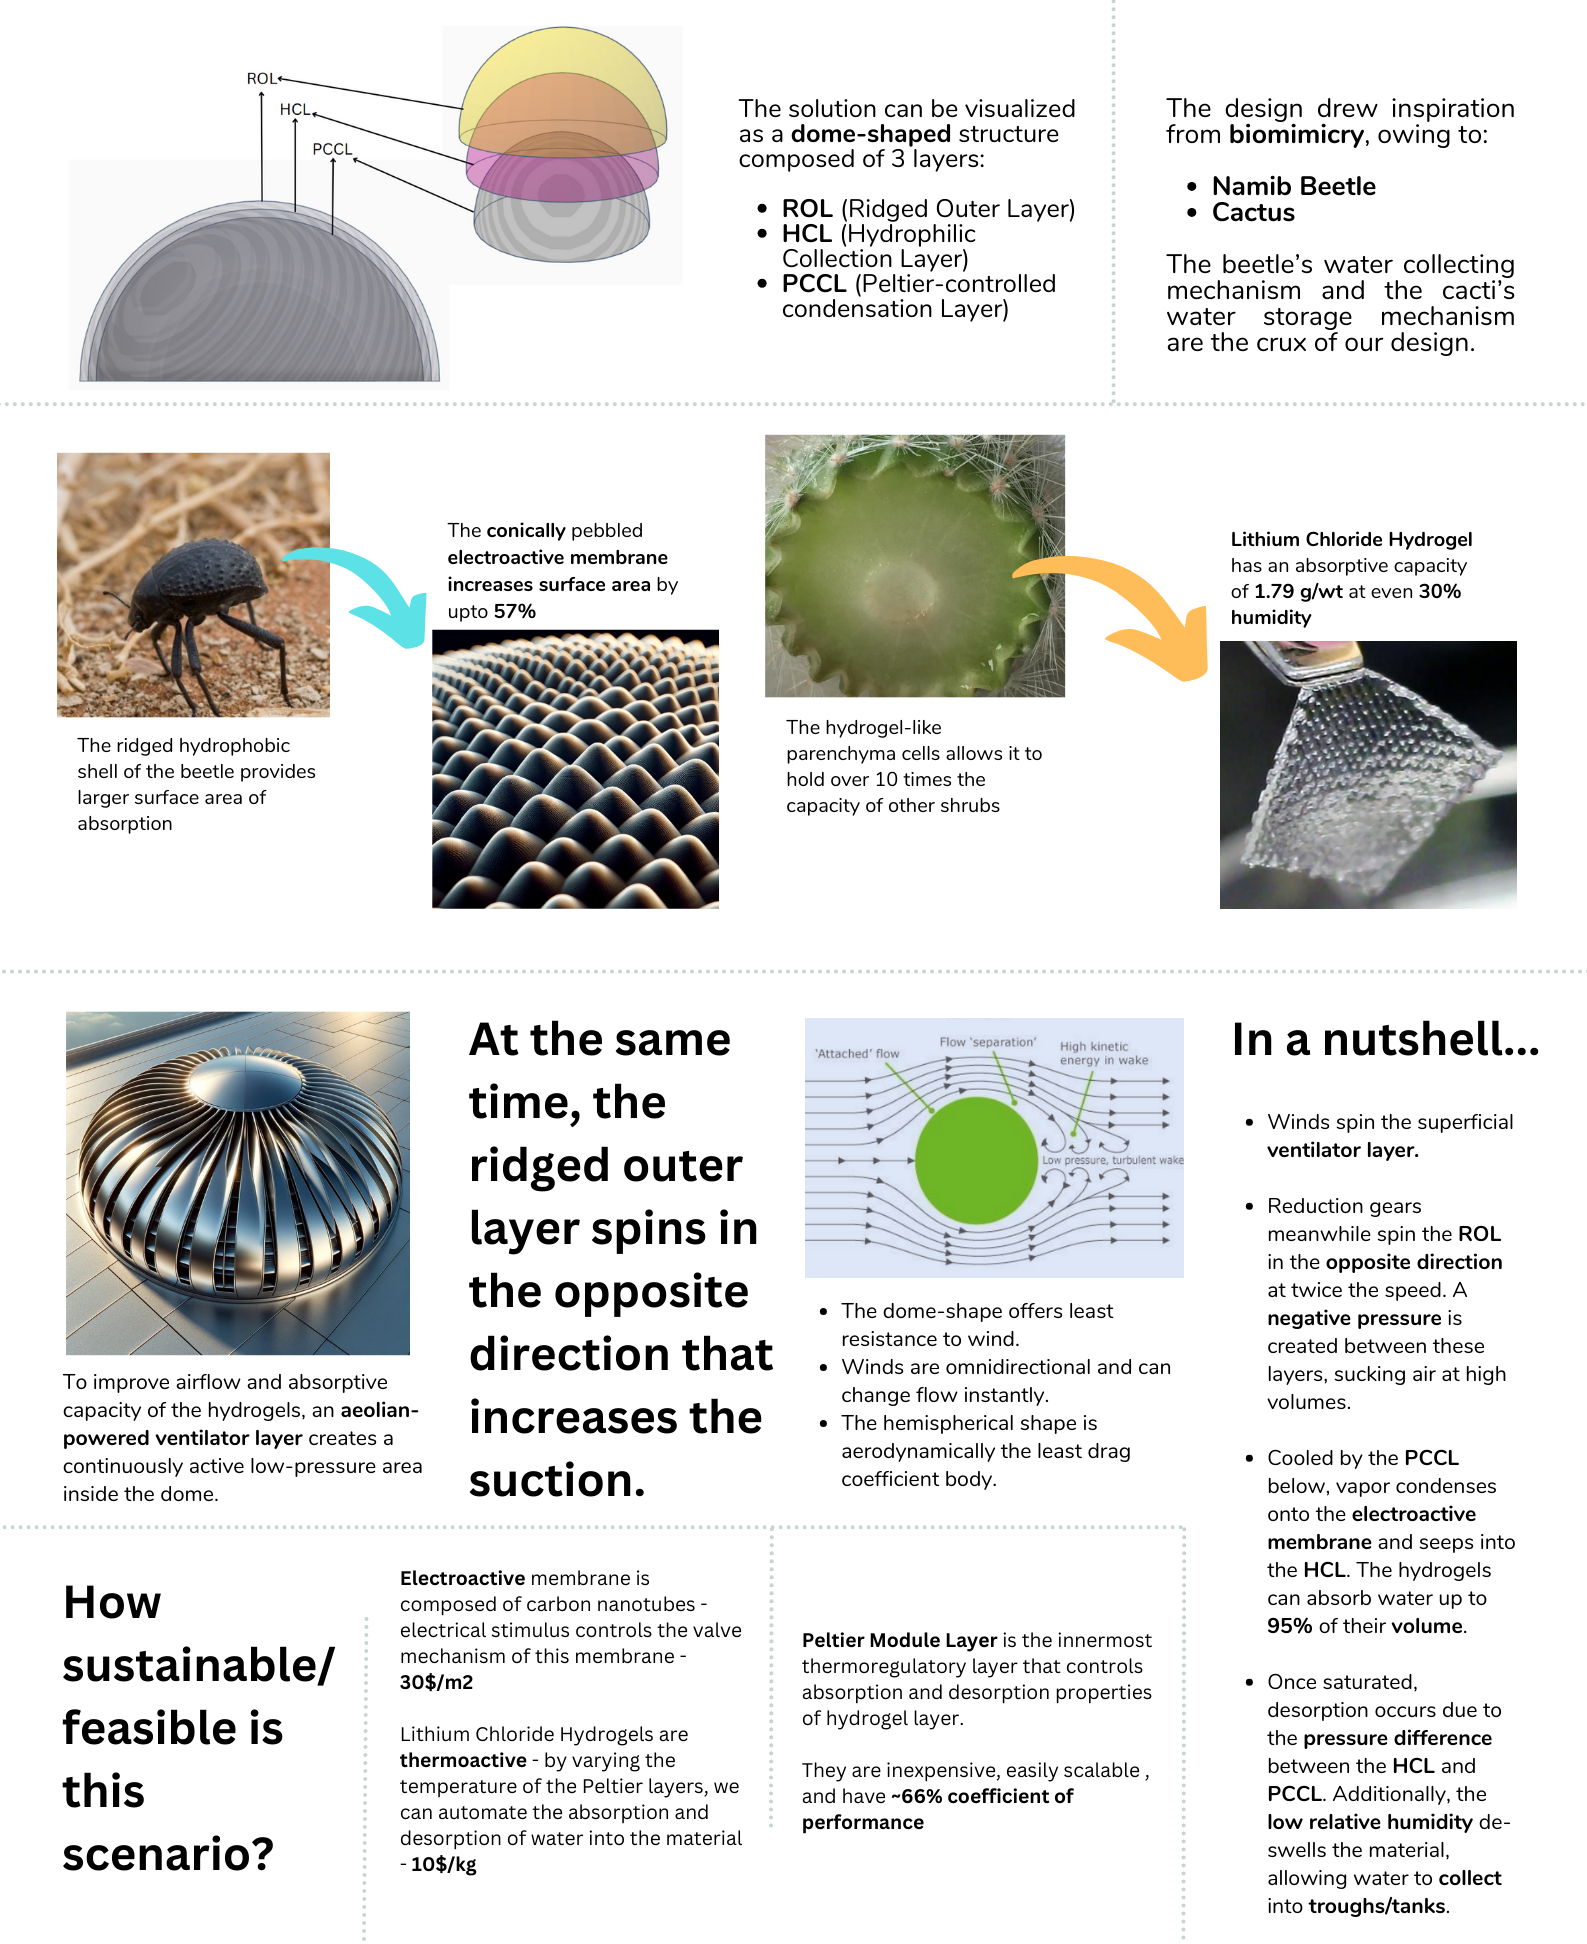 ROL
HCL
PCCL
The solution can be visualized
as a dome-shaped structure
composed of 3 layers:
ROL (Ridged Outer Layer)
HCL (Hydrophilic
Collection Layer)
PCCL (Peltier-controlled
condensation Layer)
The design drew inspiration
from biomimicry, owing to:
Namib Beetle
Cactus
The beetle's water collecting
mechanism and the cacti's
water storage mechanism
are the crux of our design.
The ridged hydrophobic
shell of the beetle provides
larger surface area of
absorption
The conically pebbled
electroactive membrane
increases surface area by
upto 57%
The hydrogel-like
parenchyma cells allows it to
hold over 10 times the
capacity of other shrubs
Lithium Chloride Hydrogel
has an absorptive capacity
of 1.79 g/wt at even 30%
humidity
To improve airflow and absorptive
capacity of the hydrogels, an aeolian-
powered ventilator layer creates a
continuously active low-pressure area
inside the dome.
At the same
time, the
ridged outer
layer spins in
the opposite
direction that
increases the
suction.
'Attached' flow
Flow 'separation'
High kinetic
energy in wake
Low pressure, turbulent wake
The dome-shape offers least
resistance to wind.
Winds are omnidirectional and can
change flow instantly.
The hemispherical shape is
aerodynamically the least drag
coefficient body.
In a nutshell...
Winds spin the superficial
ventilator layer.
Reduction gears
meanwhile spin the ROL
in the opposite direction
at twice the speed. A
negative pressure is
created between these
layers, sucking air at high
volumes.
Cooled by the PCCL
below, vapor condenses
onto the electroactive
membrane and seeps into
the HCL. The hydrogels
can absorb water up to
95% of their volume.
Once saturated,
desorption occurs due to
the pressure difference
between the HCL and
PCCL. Additionally, the
low relative humidity de-
swells the material,
allowing water to collect
into troughs/tanks.
How
sustainable/
feasible is
this
scenario?
Electroactive membrane is
composed of carbon nanotubes -
electrical stimulus controls the valve
mechanism of this membrane -
30$/m2
Lithium Chloride Hydrogels are
thermoactive - by varying the
temperature of the Peltier layers, we
can automate the absorption and
desorption of water into the material
- 10$/kg
Peltier Module Layer is the innermost
thermoregulatory layer that controls
absorption and desorption properties
of hydrogel layer.
They are inexpensive, easily scalable ,
and have ~66% coefficient of
performance